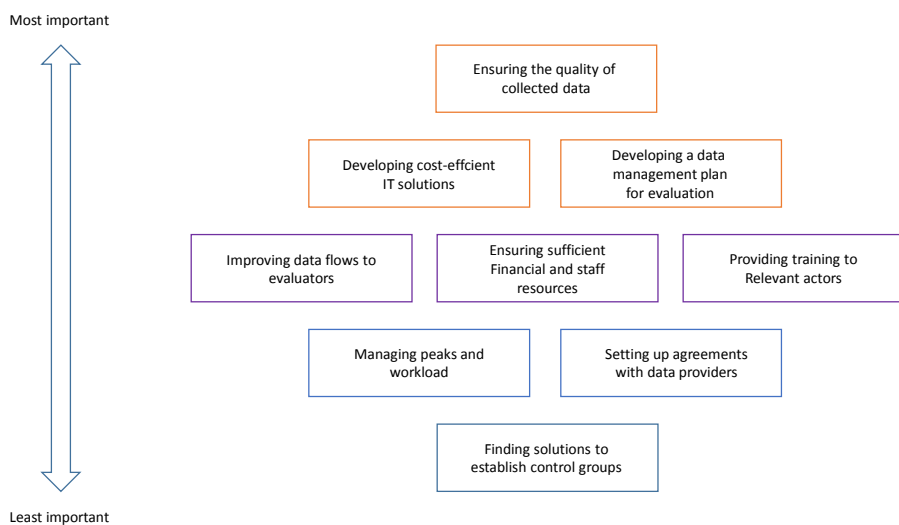 Most important
Ensuring the quality of
collected data
Developing cost-effcient
IT solutions
Developing a data
management plan
for evaluation
Improving data flows to
evaluators
Ensuring sufficient
Financial and staff
resources
Providing training to
Relevant actors
Managing peaks and
workload
Setting up agreements
with data providers
Finding solutions to
establish control groups
Least important